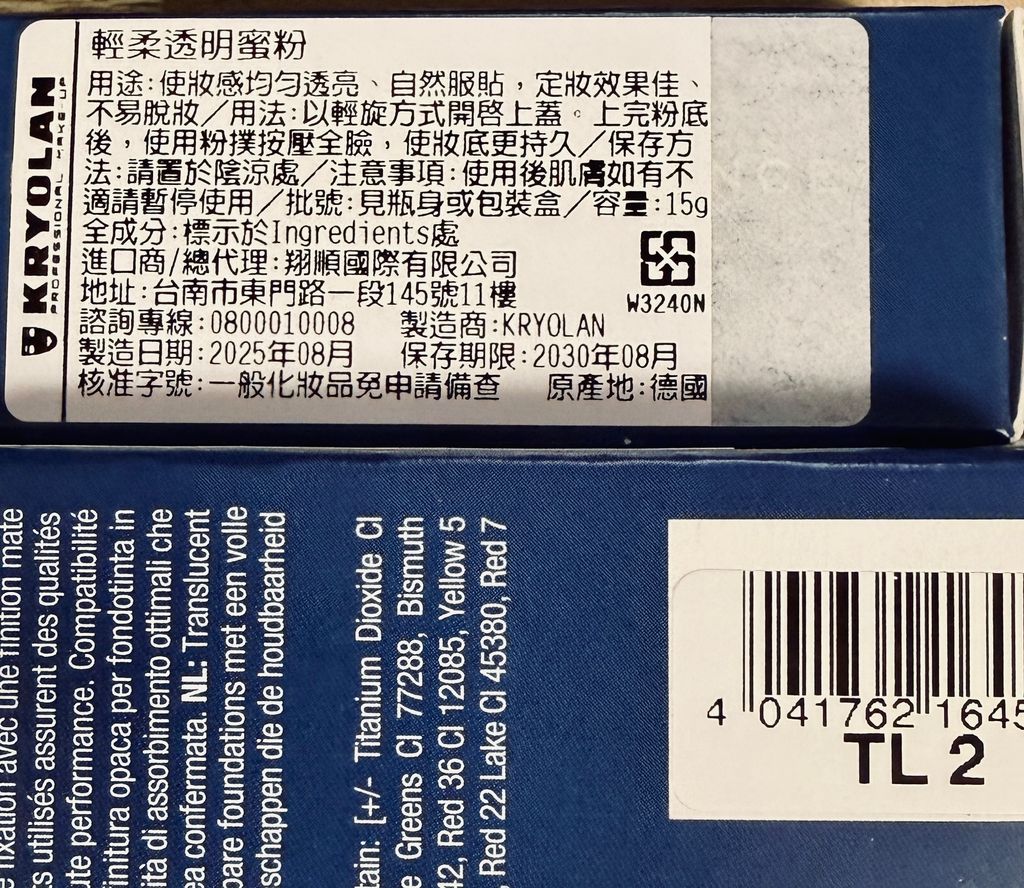 KRYOLAN
PROFESSIONAL MAKE-UP
輕柔透明蜜粉
用途:使妝感均勻透亮、自然服貼，定妝效果佳、
不易脫妝／用法:以輕旋方式開啓上蓋。上完粉底
後，使用粉撲按壓全臉，使妝底更持久／保存方
法:請置於陰涼處／注意事項:使用後肌膚如有不
適請暫停使用／批號:見瓶身或包裝盒／容量:15g
全成分:標示於Ingredients處
進口商/總代理:翔順國際有限公司
地址:台南市東門路一段145號11樓
W3240N
諮詢專線:0800010008 製造商:KRYOLAN
製造日期:2025年08月 保存期限:2030年08月
核准字號:一般化妝品免申請備查 原產地:德國
fixation avec une finition mate
utilisés assurent des qualités
performance. Compatibilité
finitura opaca per fondotinta in
di assorbimento ottimali che
confermata. NL: Translucent
foundations met een volle
die de houdbaarheid
[+/- Titanium Dioxide CI
Greens CI 77288, Bismuth
42, Red 36 CI 12085, Yellow 5
, Red 22 Lake CI 45380, Red 7
4 041762 1645
TL 2